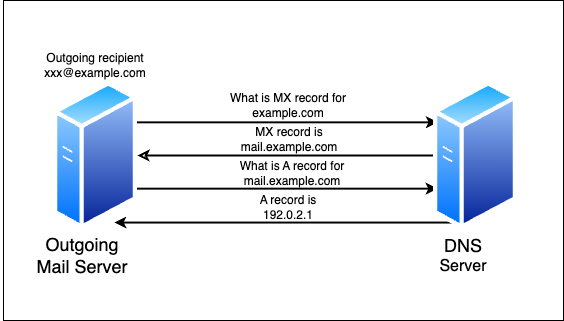 Outgoing recipient
xxx@example.com
What is MX record for
example.com
MX record is
mail.example.com
What is A record for
mail.example.com
A record is
192.0.2.1
Outgoing
Mail Server
DNS
Server